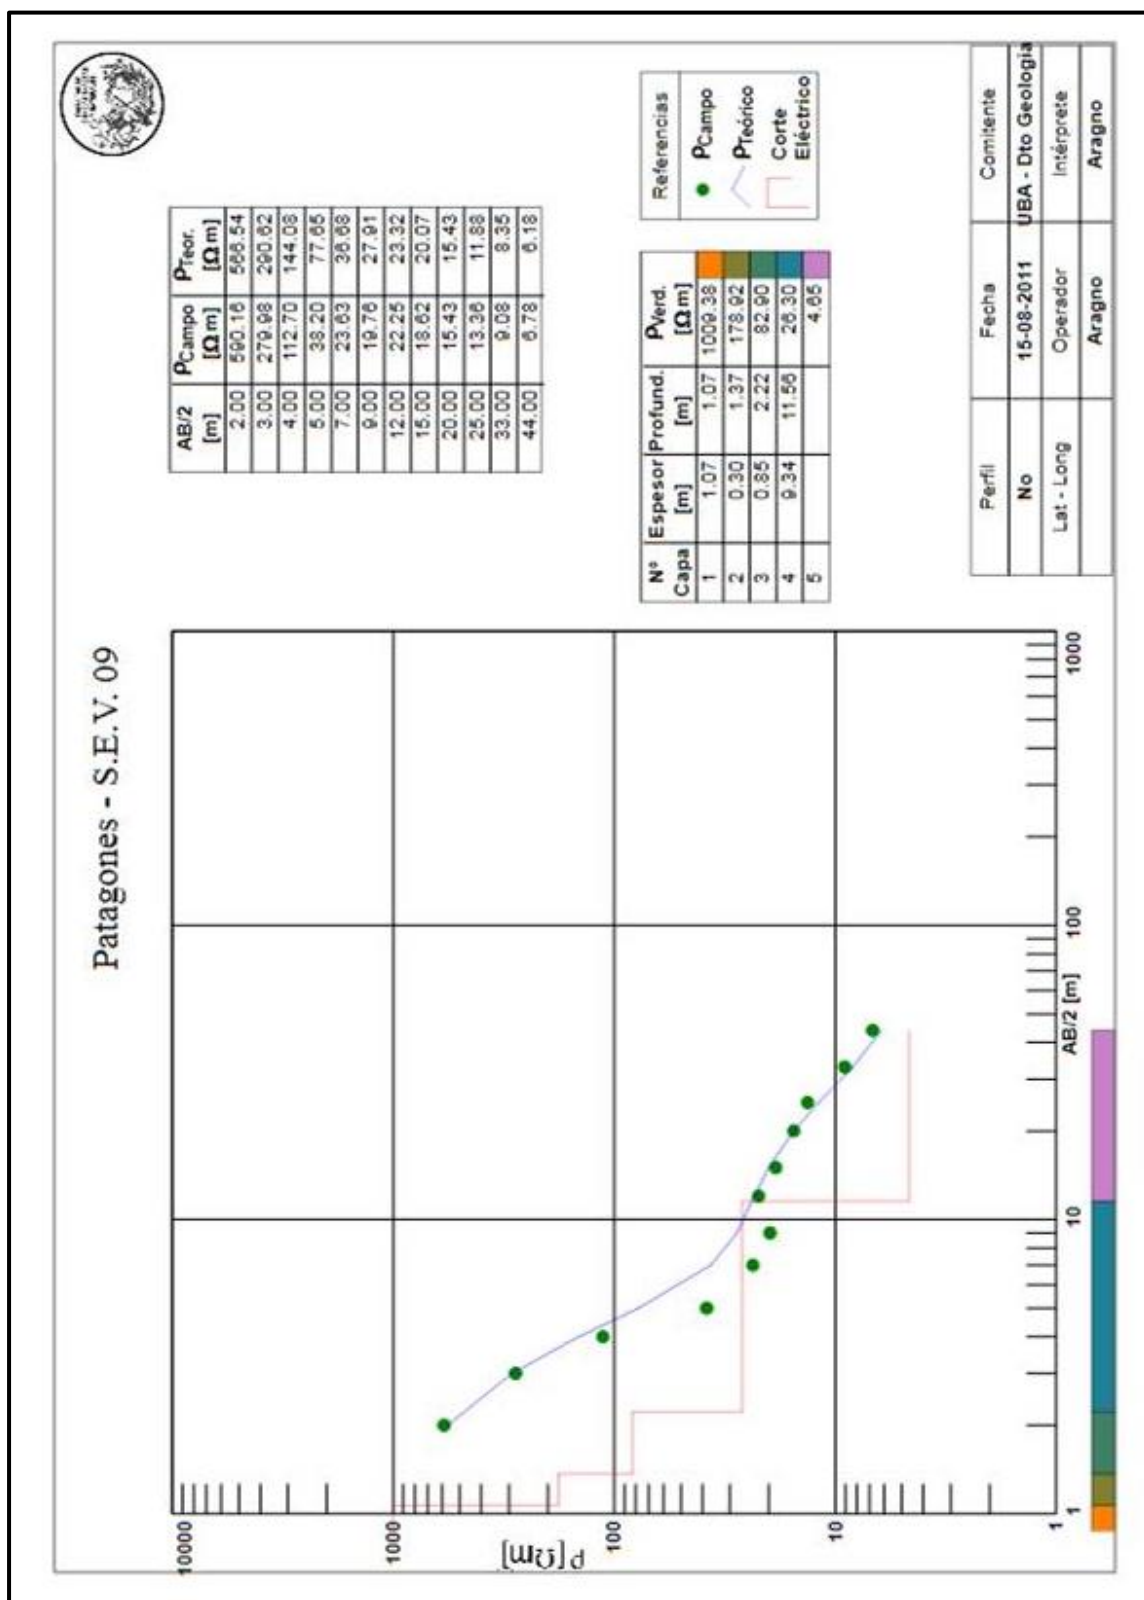 Patagones - S.E.V. 09
ρ [Ωm]
10000
1000
100
10
1
1
10
100
1000
AB/2 [m]
AB/2 [m] ρCampo [Ω m] ρTeor. [Ω m]
2.00 590.16 566.54
3.00 279.98 290.62
4.00 112.70 144.08
5.00 38.20 77.65
7.00 23.63 36.68
9.00 19.76 27.91
12.00 22.25 23.32
15.00 18.62 20.07
20.00 15.43 15.43
25.00 13.36 11.88
33.00 9.08 8.35
44.00 6.78 6.18
Nº Capa Espesor [m] Profund. [m] ρVerd. [Ω m]
1 1.07 1.07 1009.38
2 0.30 1.37 178.92
3 0.85 2.22 82.90
4 9.34 11.56 26.30
5 4.65
Referencias
ρCampo
ρTeórico
Corte
Eléctrico
Perfil Fecha Comitente
No 15-08-2011 UBA - Dto Geologia
Lat - Long Operador Intérprete
Aragno Aragno